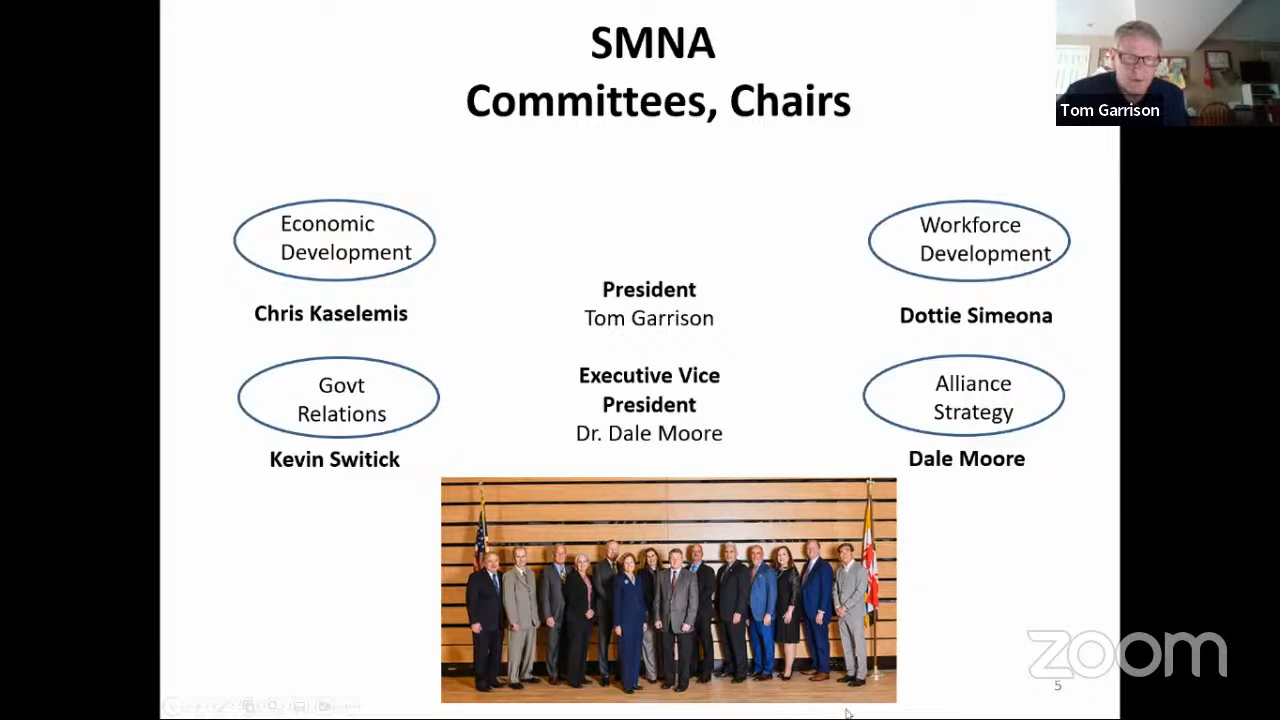 SMNA
Committees, Chairs
Tom Garrison
Economic
Development
Chris Kaselemis
Govt
Relations
Kevin Switick
President
Tom Garrison
Executive Vice
President
Dr. Dale Moore
Workforce
Development
Dottie Simeona
Alliance
Strategy
Dale Moore
zoom
5